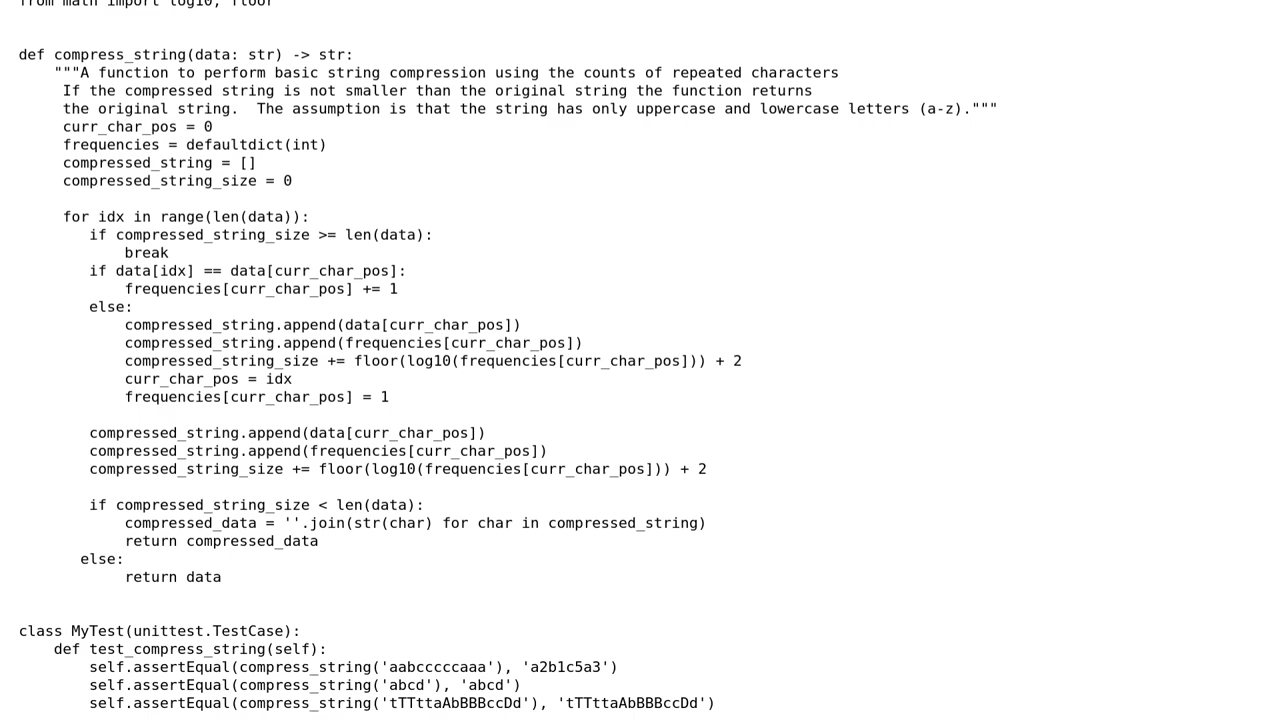 from math import log10, floor


def compress_string(data: str) -> str:
    """A function to perform basic string compression using the counts of repeated characters
     If the compressed string is not smaller than the original string the function returns
     the original string.  The assumption is that the string has only uppercase and lowercase letters (a-z)."""
     curr_char_pos = 0
     frequencies = defaultdict(int)
     compressed_string = []
     compressed_string_size = 0

     for idx in range(len(data)):
        if compressed_string_size >= len(data):
            break
        if data[idx] == data[curr_char_pos]:
            frequencies[curr_char_pos] += 1
        else:
            compressed_string.append(data[curr_char_pos])
            compressed_string.append(frequencies[curr_char_pos])
            compressed_string_size += floor(log10(frequencies[curr_char_pos])) + 2
            curr_char_pos = idx
            frequencies[curr_char_pos] = 1

        compressed_string.append(data[curr_char_pos])
        compressed_string.append(frequencies[curr_char_pos])
        compressed_string_size += floor(log10(frequencies[curr_char_pos])) + 2

        if compressed_string_size < len(data):
            compressed_data = ''.join(str(char) for char in compressed_string)
            return compressed_data
       else:
            return data


class MyTest(unittest.TestCase):
    def test_compress_string(self):
        self.assertEqual(compress_string('aabcccccaaa'), 'a2b1c5a3')
        self.assertEqual(compress_string('abcd'), 'abcd')
        self.assertEqual(compress_string('tTTttaAbBBBccDd'), 'tTTttaAbBBBccDd')